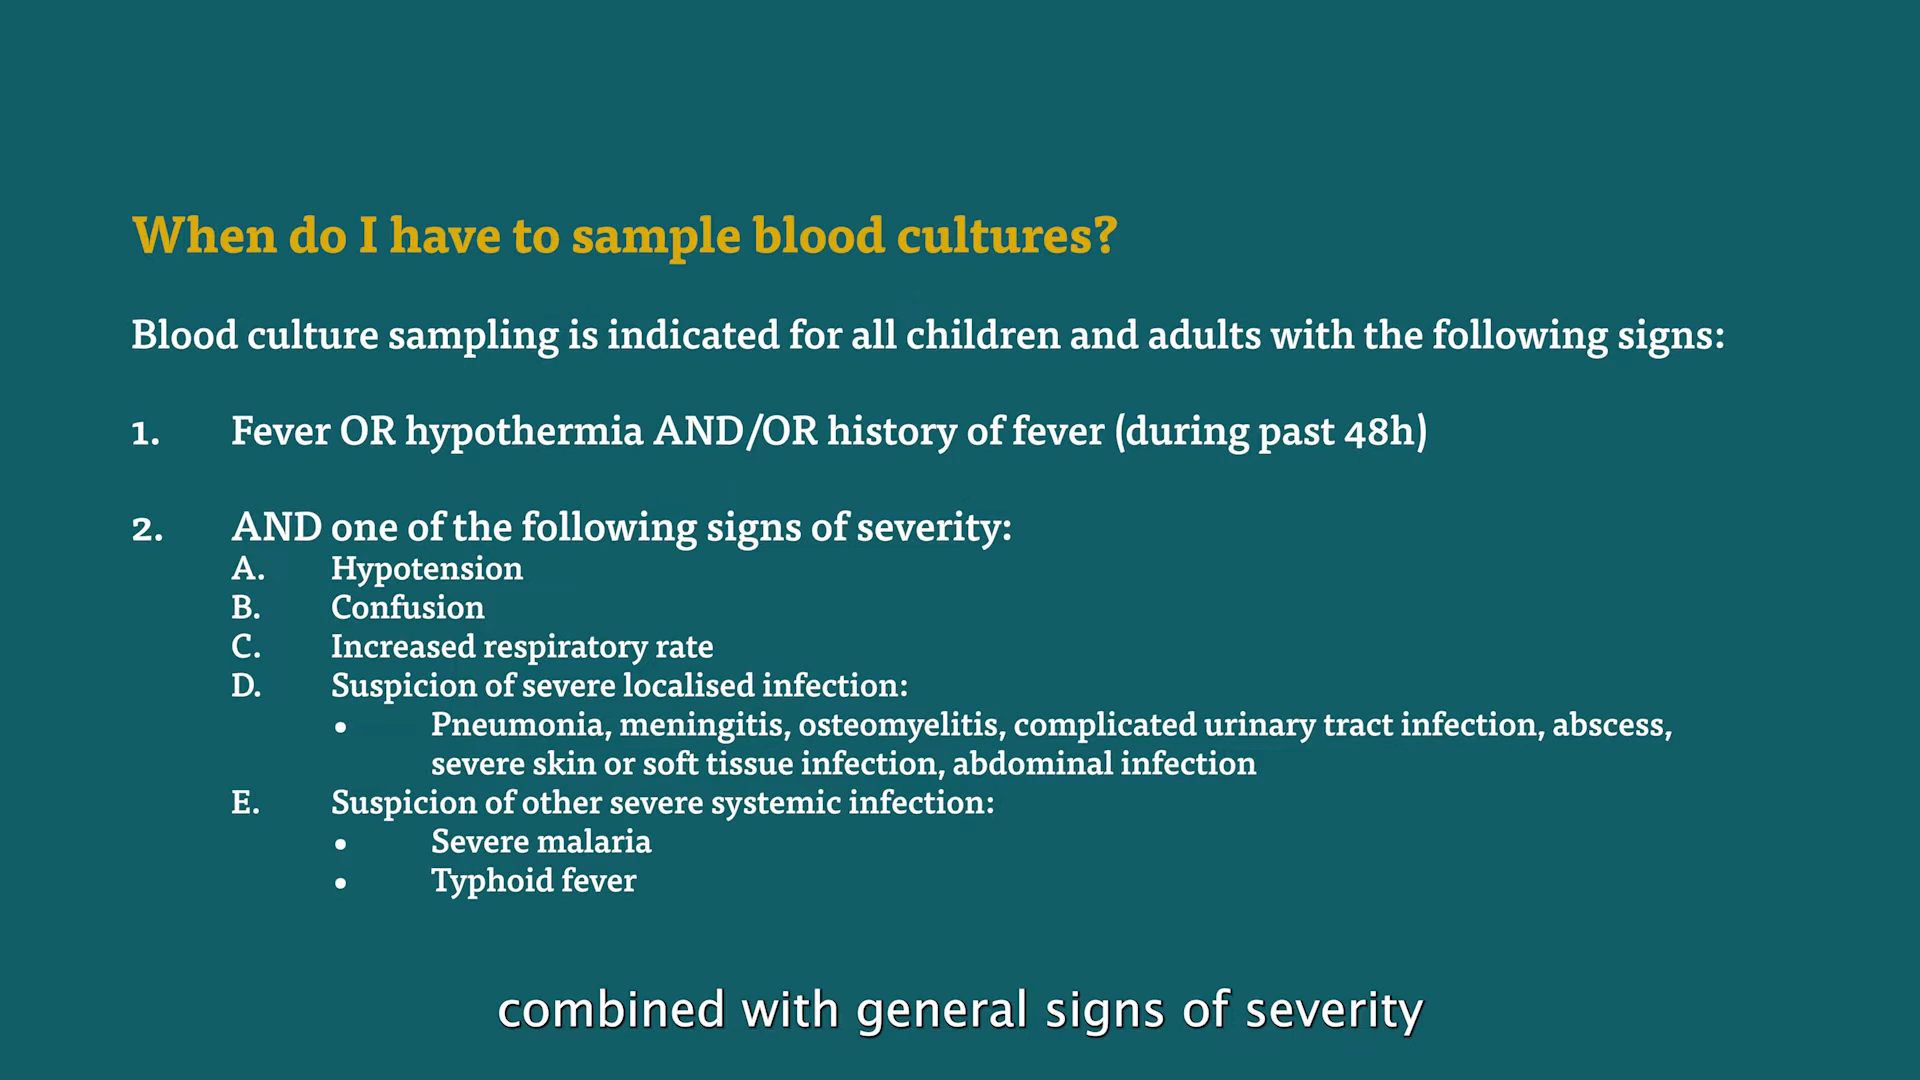 When do I have to sample blood cultures?
Blood culture sampling is indicated for all children and adults with the following signs:
1. Fever OR hypothermia AND/OR history of fever (during past 48h)
2. AND one of the following signs of severity:
A. Hypotension
B. Confusion
C. Increased respiratory rate
D. Suspicion of severe localised infection:
• Pneumonia, meningitis, osteomyelitis, complicated urinary tract infection, abscess,
severe skin or soft tissue infection, abdominal infection
E. Suspicion of other severe systemic infection:
• Severe malaria
• Typhoid fever
combined with general signs of severity